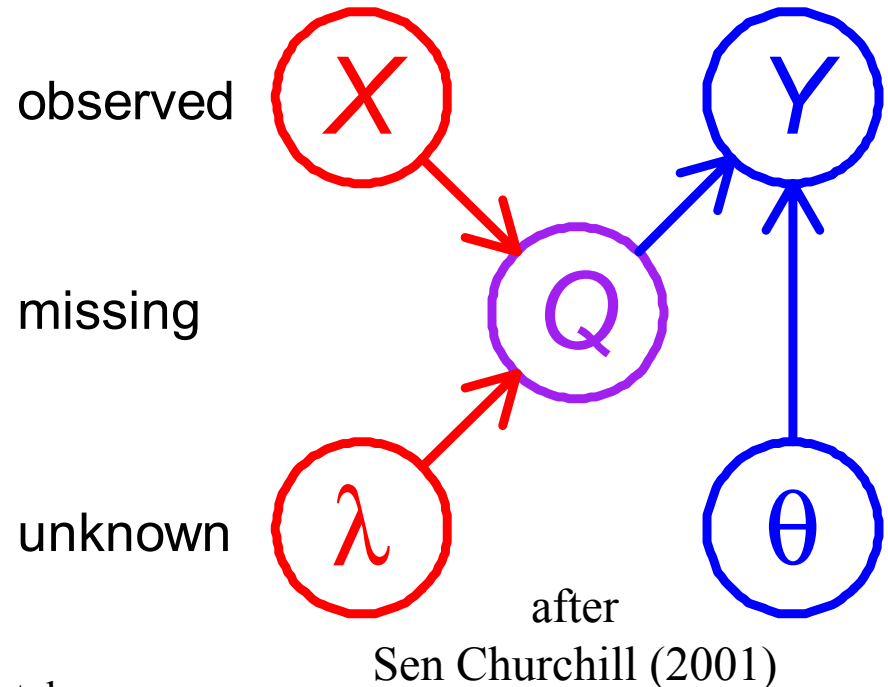 observed X Y
missing Q
unknown λ θ
after
Sen Churchill (2001)